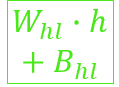 W_{hl} · h
+ B_{hl}